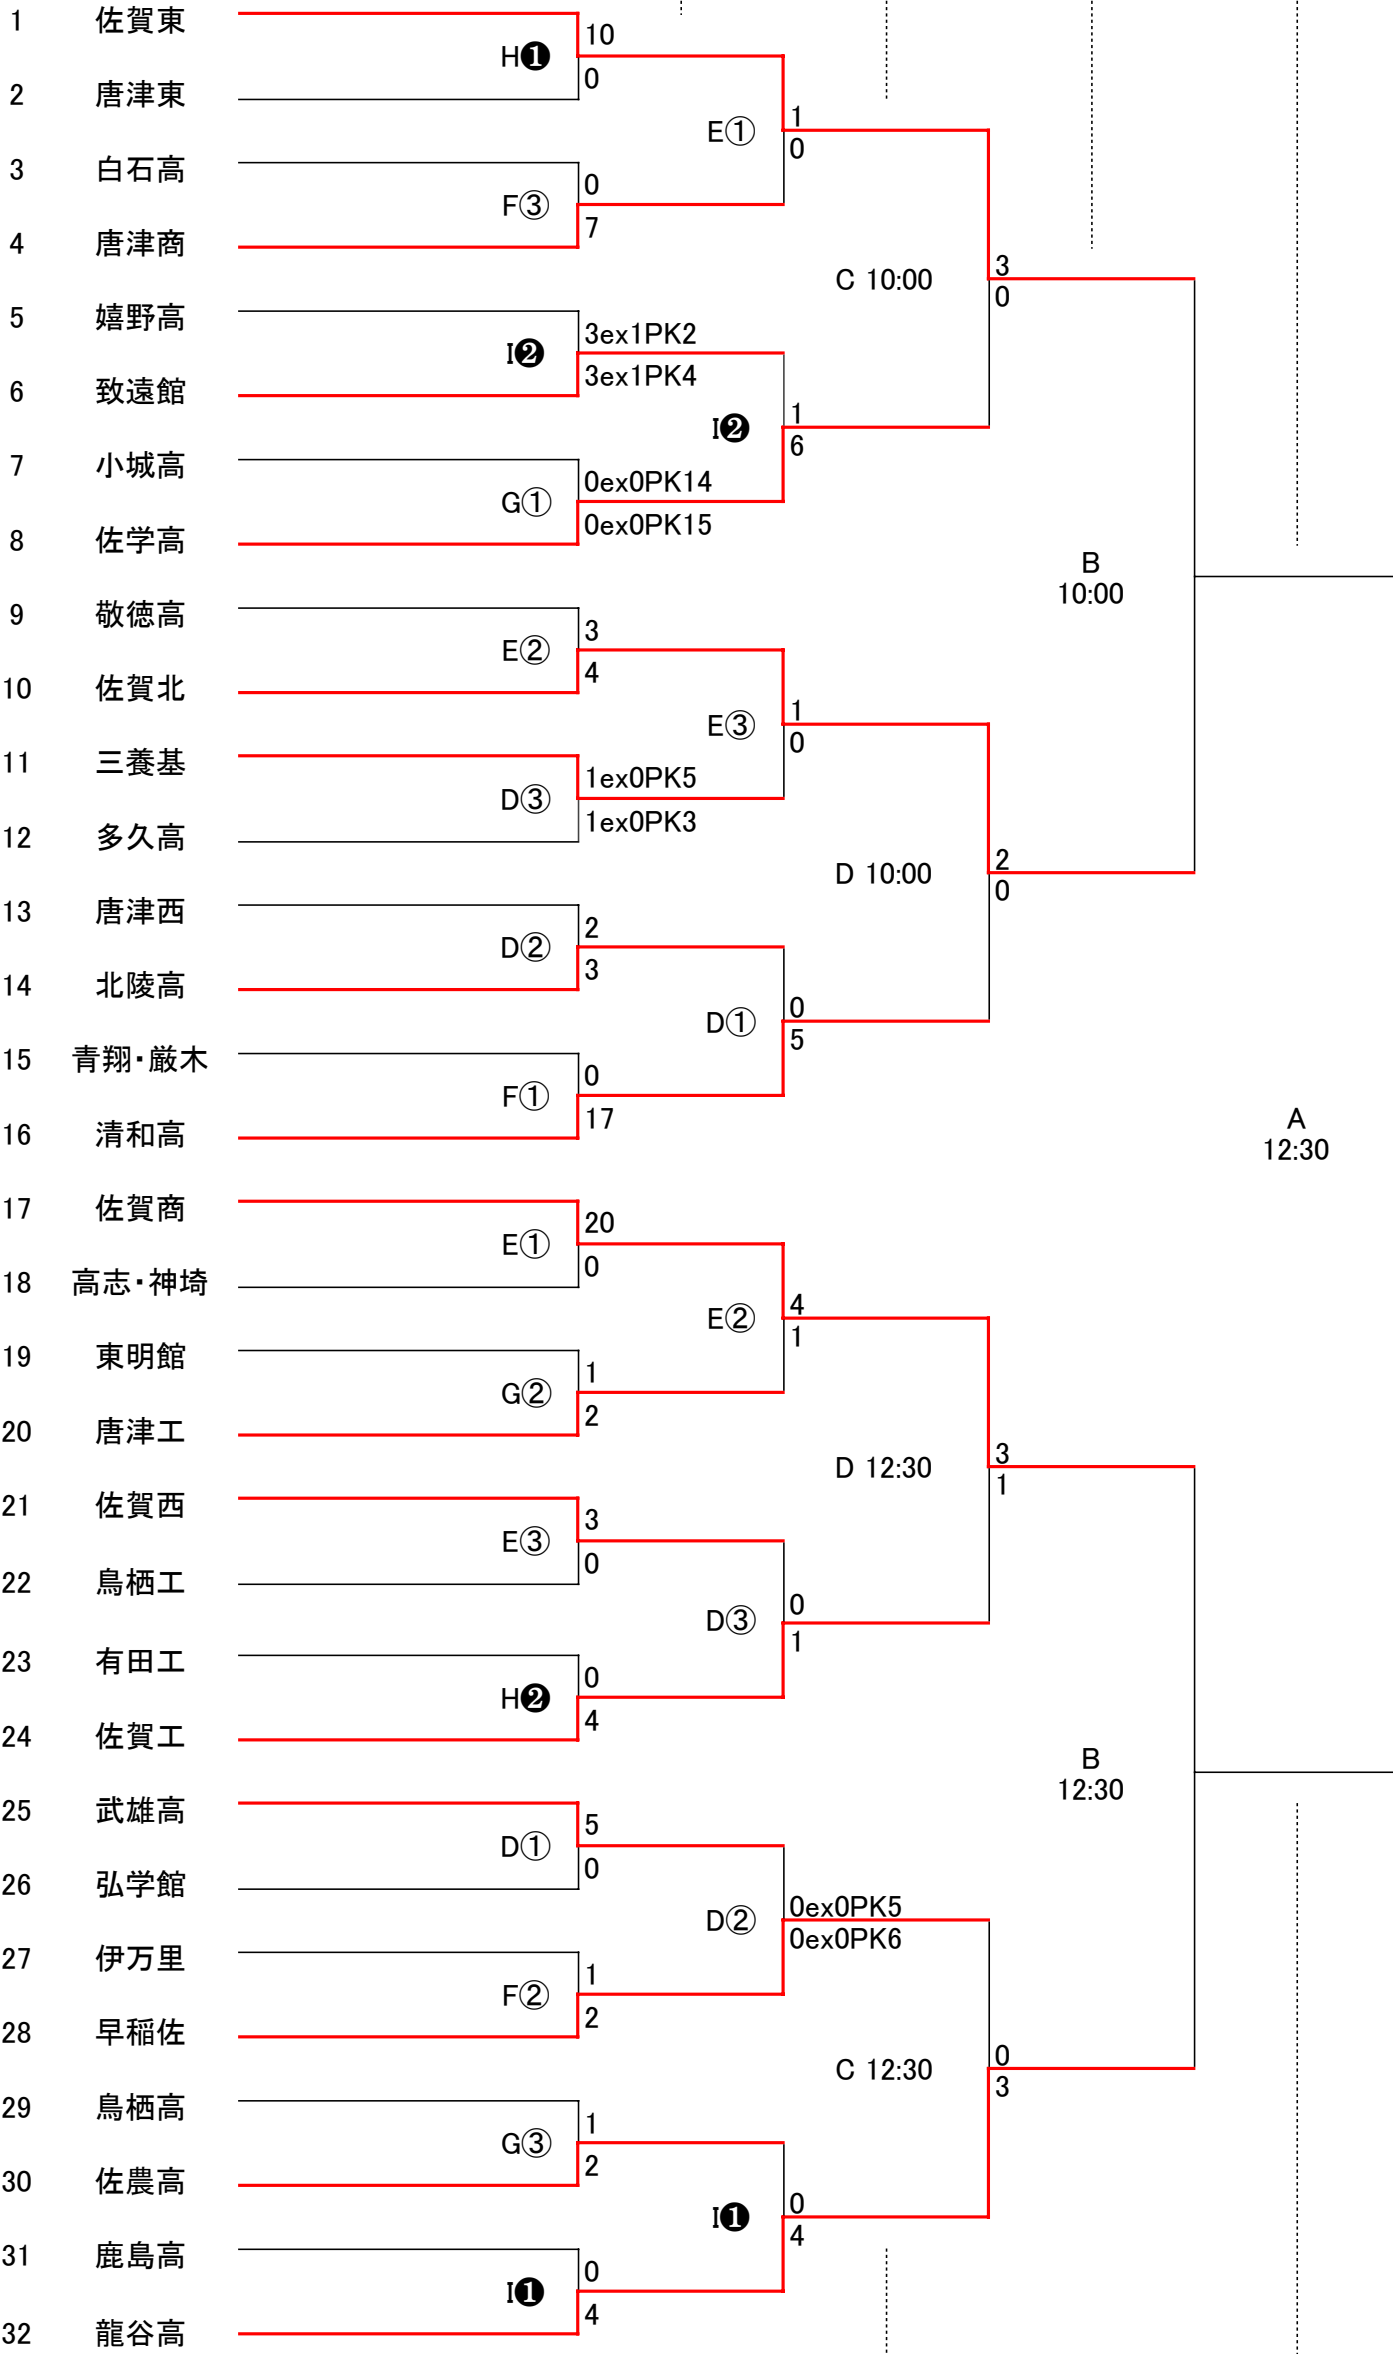 1 佐賀東
10
H❶
0
2 唐津東
1
E①
0
3 白石高
0
F③
7
4 唐津商
3
C 10:00
0
5 嬉野高
3ex1PK2
I❷
3ex1PK4
6 致遠館
1
I❷
6
7 小城高
0ex0PK14
G①
0ex0PK15
8 佐学高
B
10:00
9 敬徳高
3
E②
4
10 佐賀北
1
E③
0
11 三養基
1ex0PK5
D③
1ex0PK3
12 多久高
2
D 10:00
0
13 唐津西
2
D②
3
14 北陵高
0
D①
5
15 青翔・厳木
0
F①
17
16 清和高
A
12:30
17 佐賀商
20
E①
0
18 高志・神埼
4
E②
1
19 東明館
1
G②
2
20 唐津工
3
D 12:30
1
21 佐賀西
3
E③
0
22 鳥栖工
0
D③
1
23 有田工
0
H❷
4
24 佐賀工
B
12:30
25 武雄高
5
D①
0
26 弘学館
0ex0PK5
D②
0ex0PK6
27 伊万里
1
F②
2
28 早稲佐
0
C 12:30
3
29 鳥栖高
1
G③
2
30 佐農高
0
I❶
4
31 鹿島高
0
I❶
4
32 龍谷高